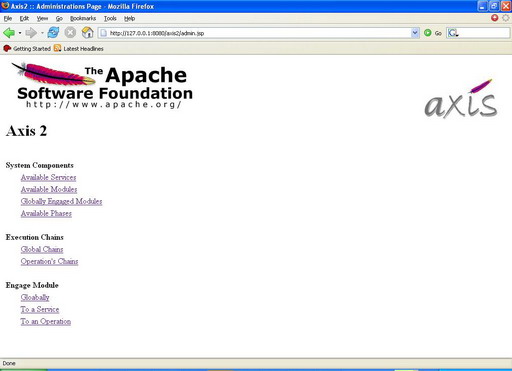 Axis2 :: Administrations Page - Mozilla Firefox
File Edit View Go Bookmarks Tools Help
http://127.0.0.1:8080/axis2/admin.jsp Go
Getting Started Latest Headlines
The Apache
Software Foundation
http://www.apache.org/
axis
Axis 2
System Components
Available Services
Available Modules
Globally Engaged Modules
Available Phases
Execution Chains
Global Chains
Operation's Chains
Engage Module
Gloabally
To a Service
To an Operation
Done